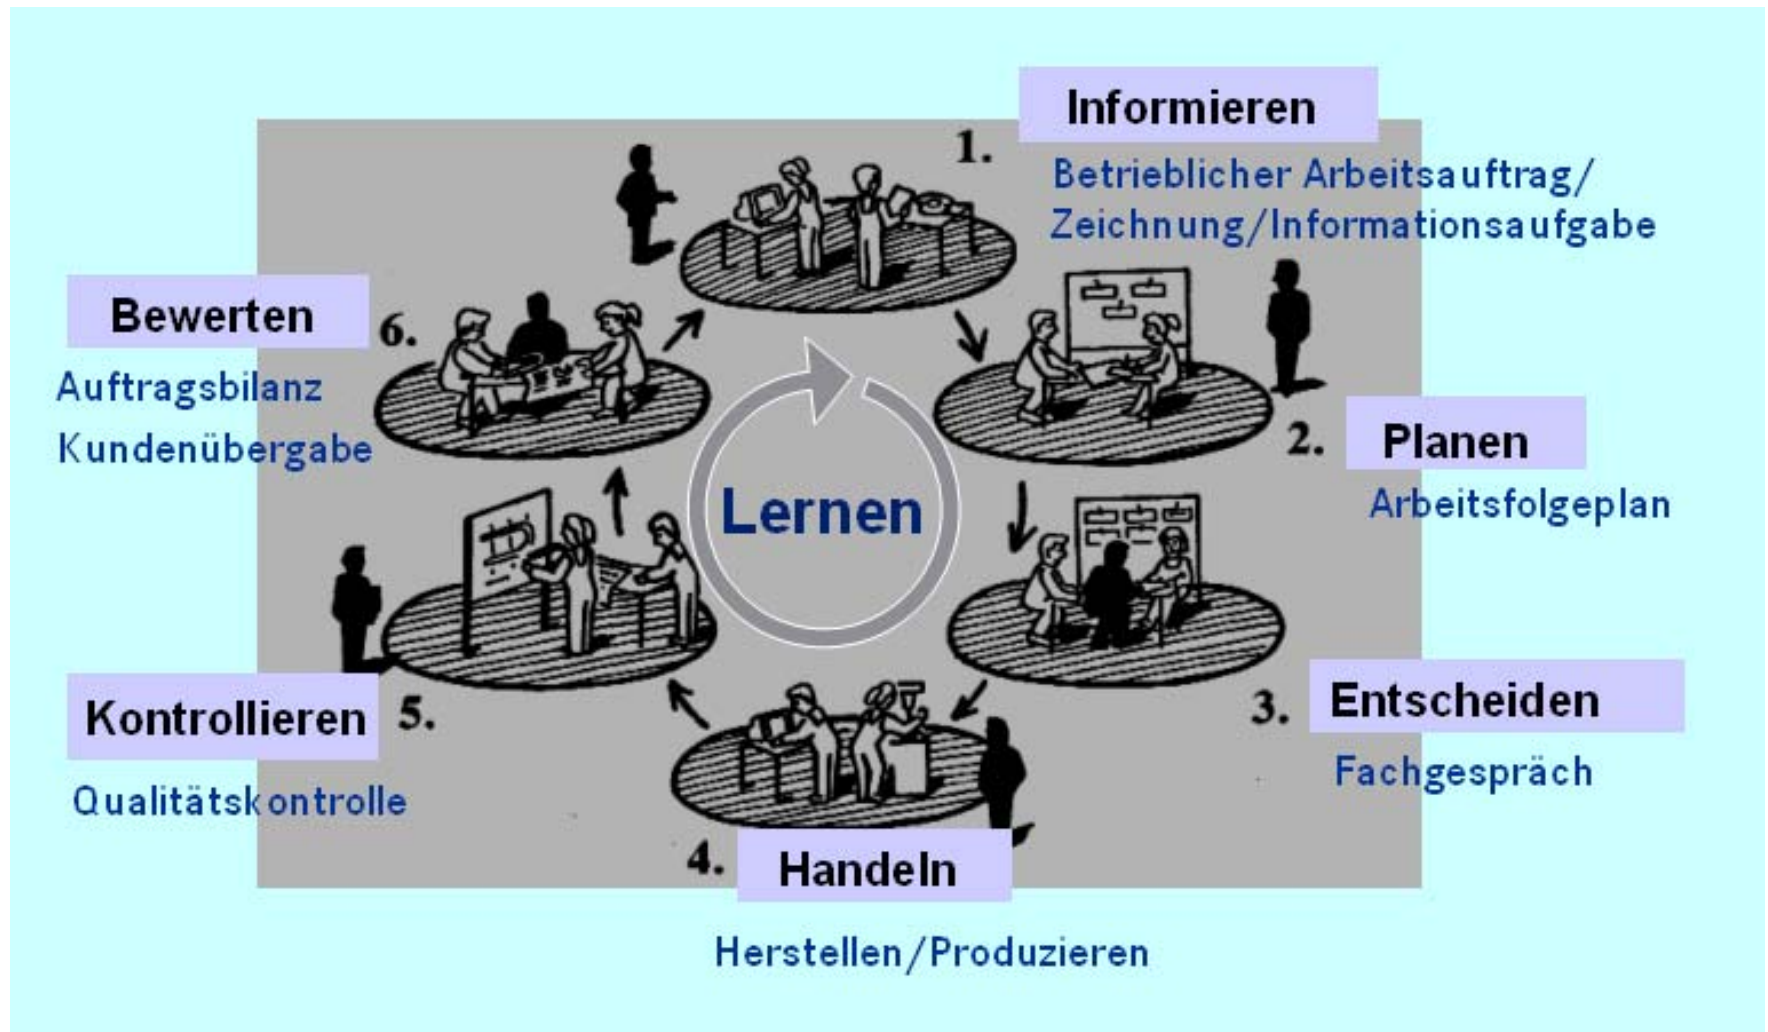 1.
Informieren
Betrieblicher Arbeitsauftrag/
Zeichnung/Informationsaufgabe
2.
Planen
Arbeitsfolgeplan
3.
Entscheiden
Fachgespräch
4.
Handeln
Herstellen/Produzieren
5.
Kontrollieren
Qualitätskontrolle
6.
Bewerten
Auftragsbilanz
Kundenübergabe
Lernen